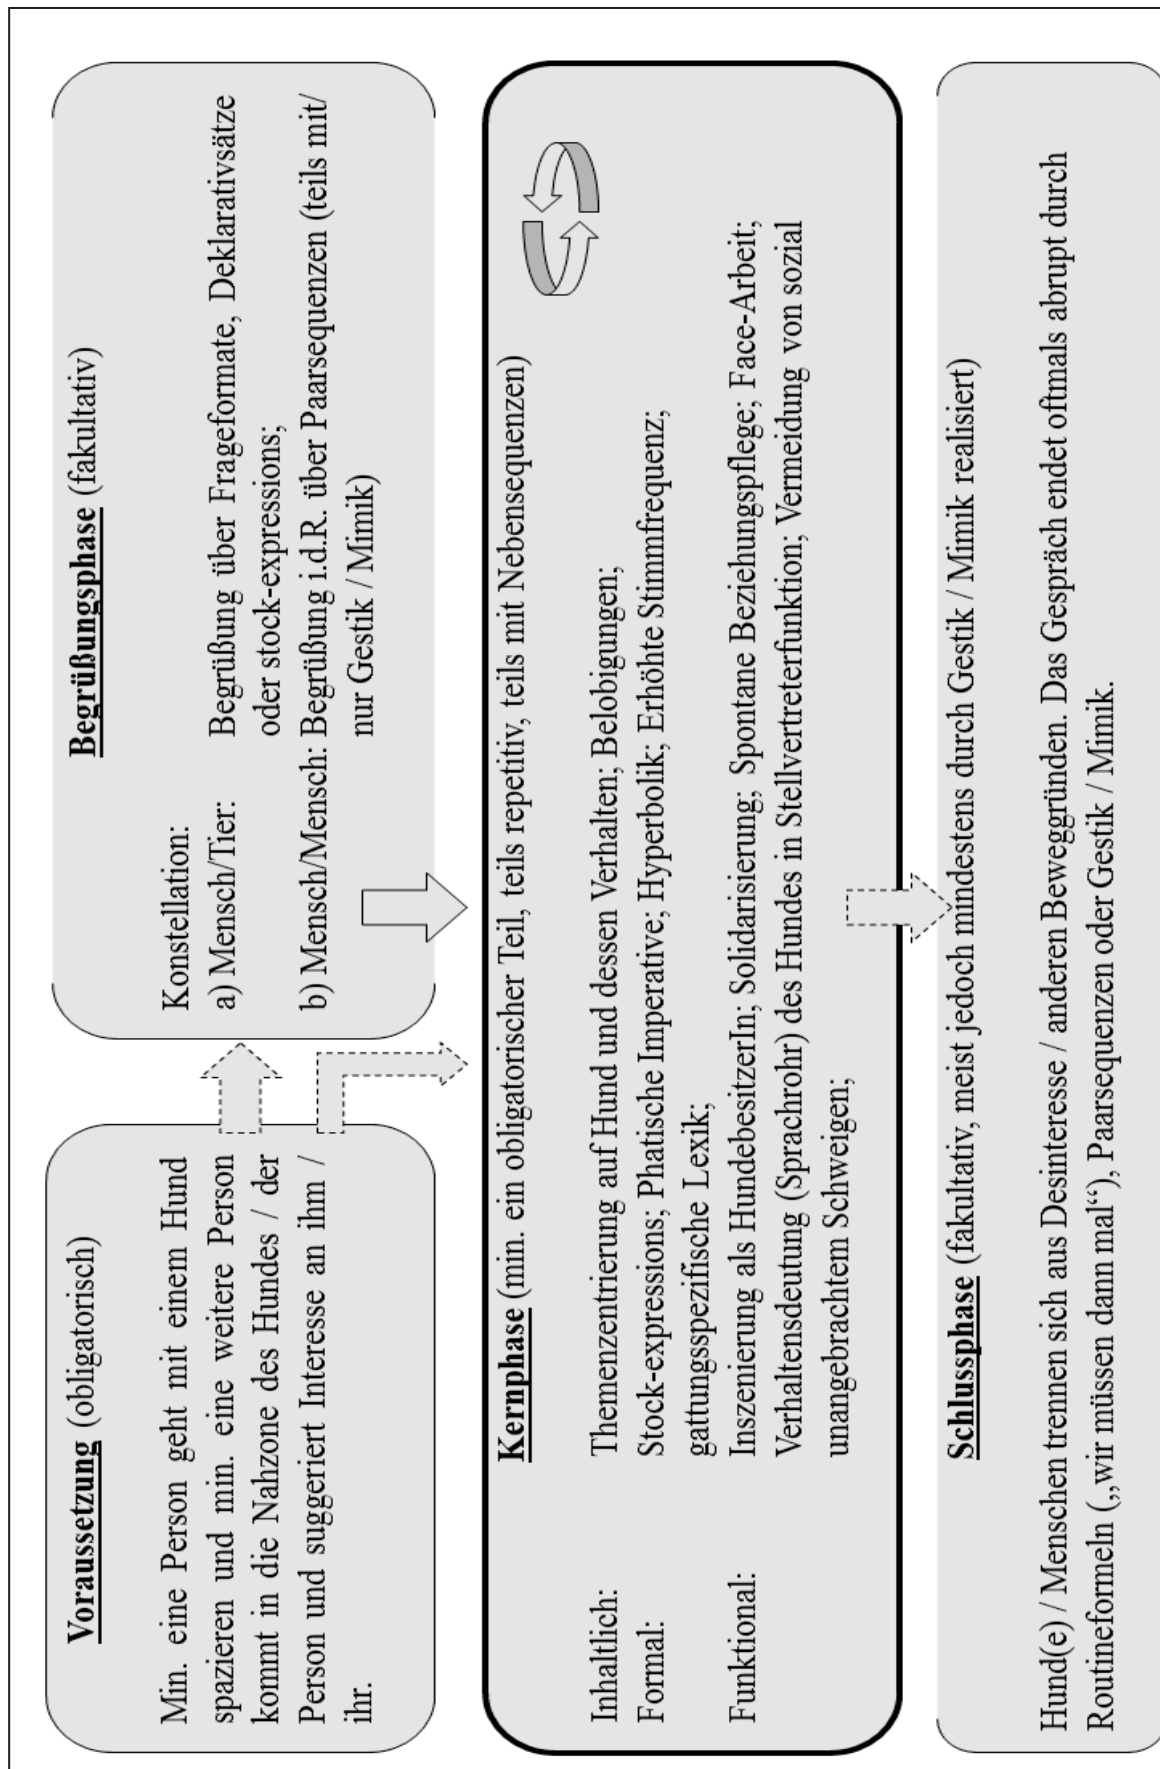 Voraussetzung (obligatorisch)
Min. eine Person geht mit einem Hund
spazieren und min. eine weitere Person
kommt in die Nahzone des Hundes / der
Person und suggeriert Interesse an ihm /
ihr.
Begrüßungsphase (fakultativ)
Konstellation:
a) Mensch/Tier: Begrüßung über Frageformate, Deklarativsätze
oder stock-expressions;
b) Mensch/Mensch: Begrüßung i.d.R. über Paarsequenzen (teils mit/
nur Gestik / Mimik)
Kernphase (min. ein obligatorischer Teil, teils repetitiv, teils mit Nebensequenzen)
Inhaltlich: Themenzentrierung auf Hund und dessen Verhalten; Belobigungen;
Formal: Stock-expressions; Phatische Imperative; Hyperbolik; Erhöhte Stimmfrequenz;
gattungsspezifische Lexik;
Funktional: Inszenierung als HundebesitzerIn; Solidarisierung; Spontane Beziehungspflege; Face-Arbeit;
Verhaltensdeutung (Sprachrohr) des Hundes in Stellvertreterfunktion; Vermeidung von sozial
unangebrachtem Schweigen;
Schlussphase (fakultativ, meist jedoch mindestens durch Gestik / Mimik realisiert)
Hund(e) / Menschen trennen sich aus Desinteresse / anderen Beweggründen. Das Gespräch endet oftmals abrupt durch
Routineformeln („wir müssen dann mal“), Paarsequenzen oder Gestik / Mimik.